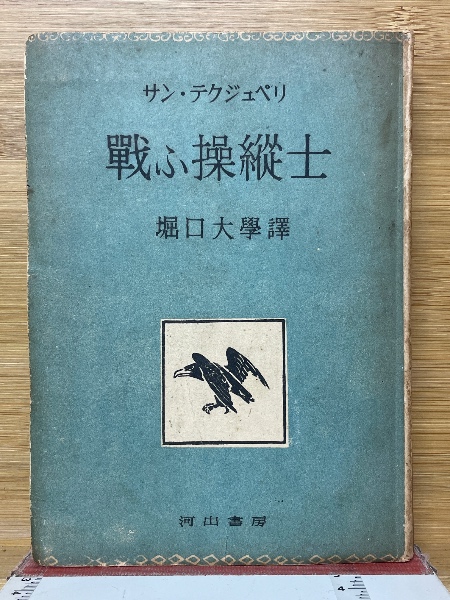 サン・テクジュペリ
戰ふ操縱士
堀口大學譯
河出書房